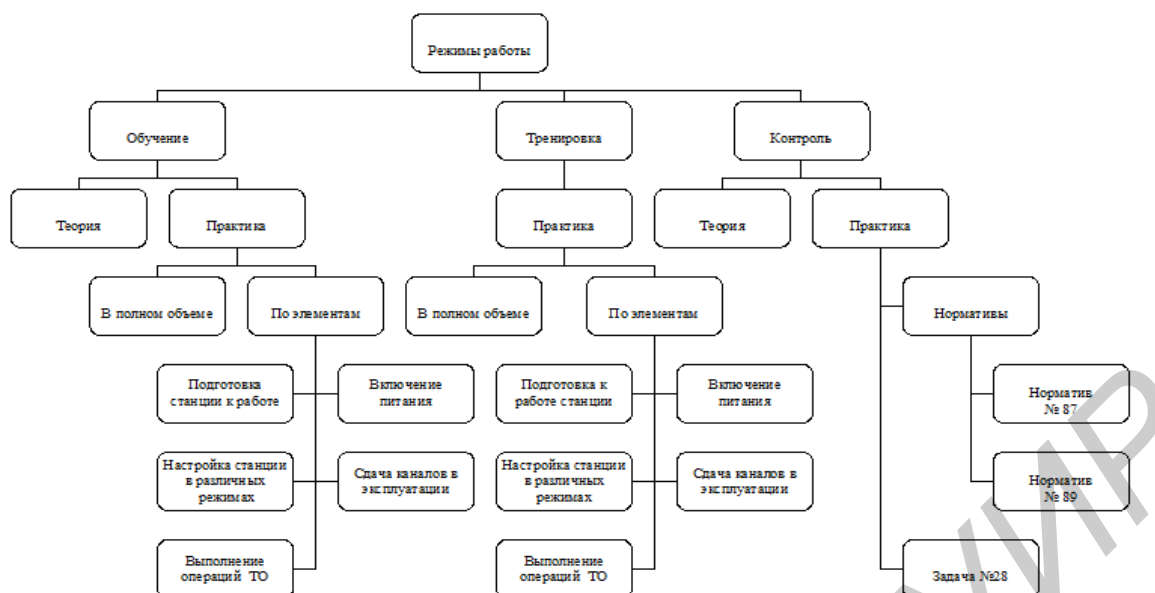 Режимы работы
Обучение
Тренировка
Контроль
Теория
Практика
Практика
Теория
Практика
В полном объеме
По элементам
В полном объеме
По элементам
Нормативы
Подготовка
станции к работе
Включение
питания
Подготовка к
работе станции
Включение
питания
Норматив
№ 87
Настройка станции
в различных
режимах
Сдача каналов в
эксплуатации
Настройка станции
в различных
режимах
Сдача каналов в
эксплуатации
Норматив
№ 89
Выполнение
операций ТО
Выполнение
операций ТО
Задача №28
УИР